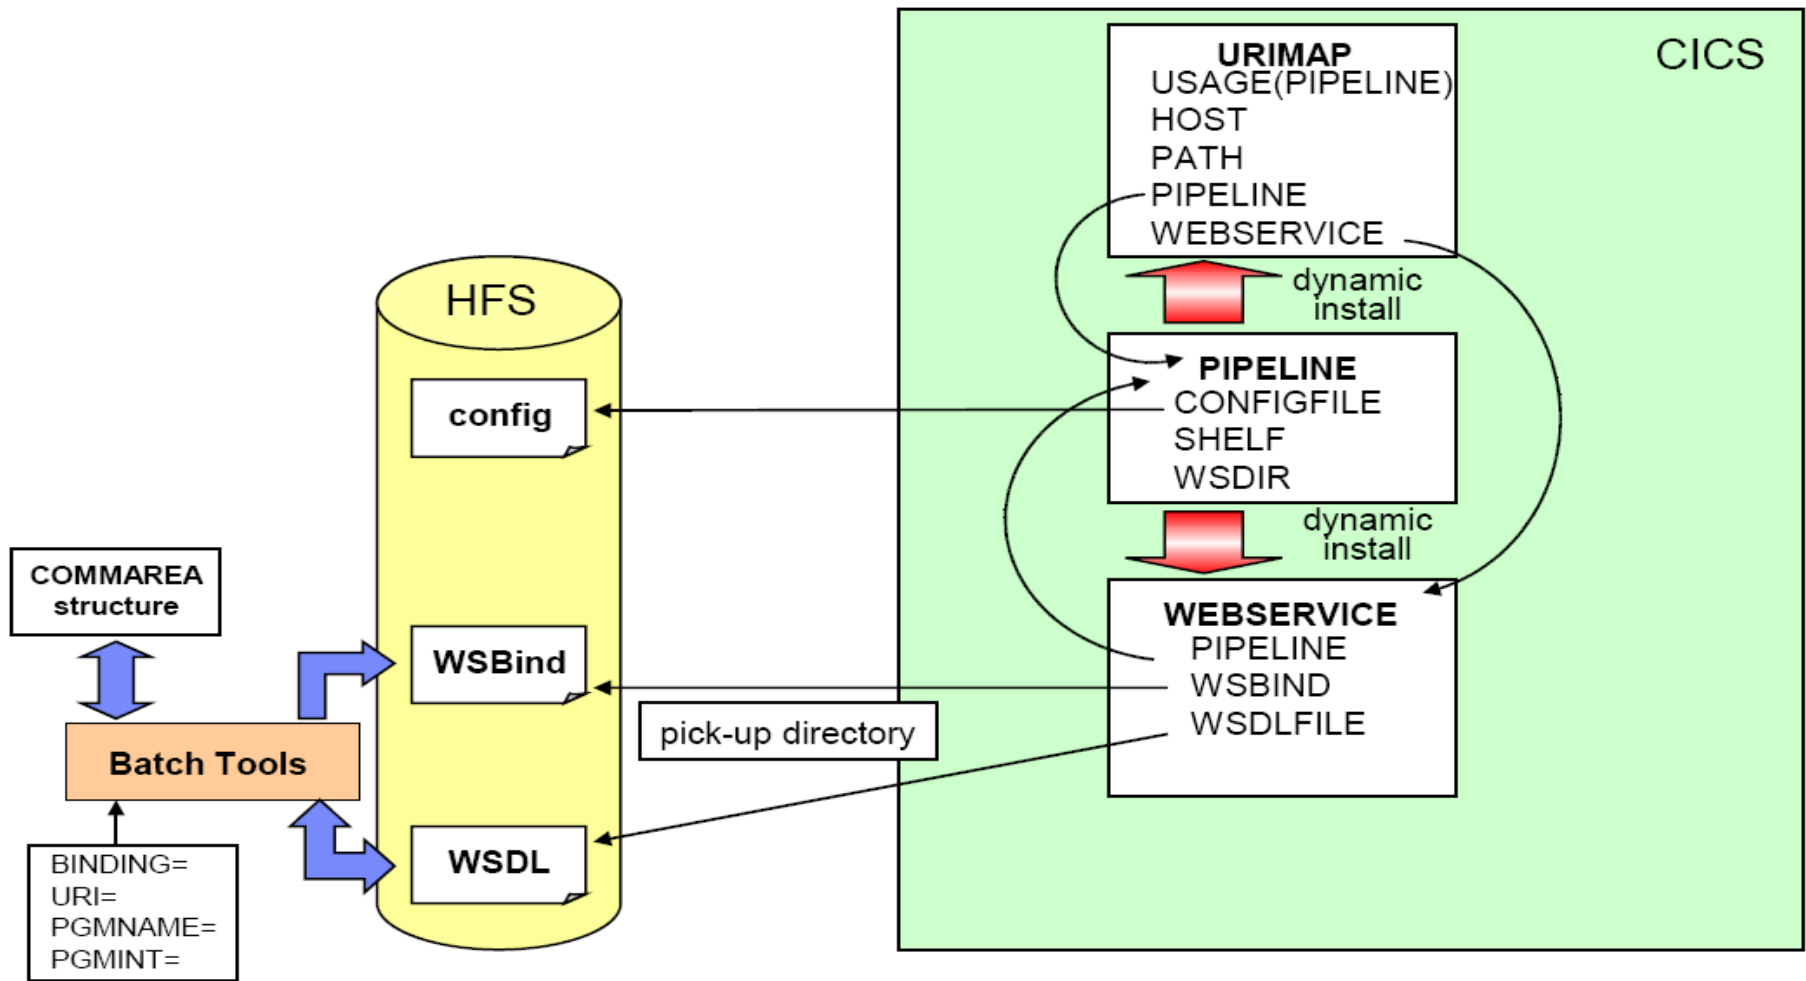 CICS
URIMAP
USAGE(PIPELINE)
HOST
PATH
PIPELINE
WEBSERVICE
dynamic
install
HFS
PIPELINE
CONFIGFILE
SHELF
WSDIR
config
dynamic
install
COMMAREA
structure
WEBSERVICE
PIPELINE
WSBIND
WSDLFILE
WSBind
pick-up directory
Batch Tools
WSDL
BINDING=
URI=
PGMNAME=
PGMINT=